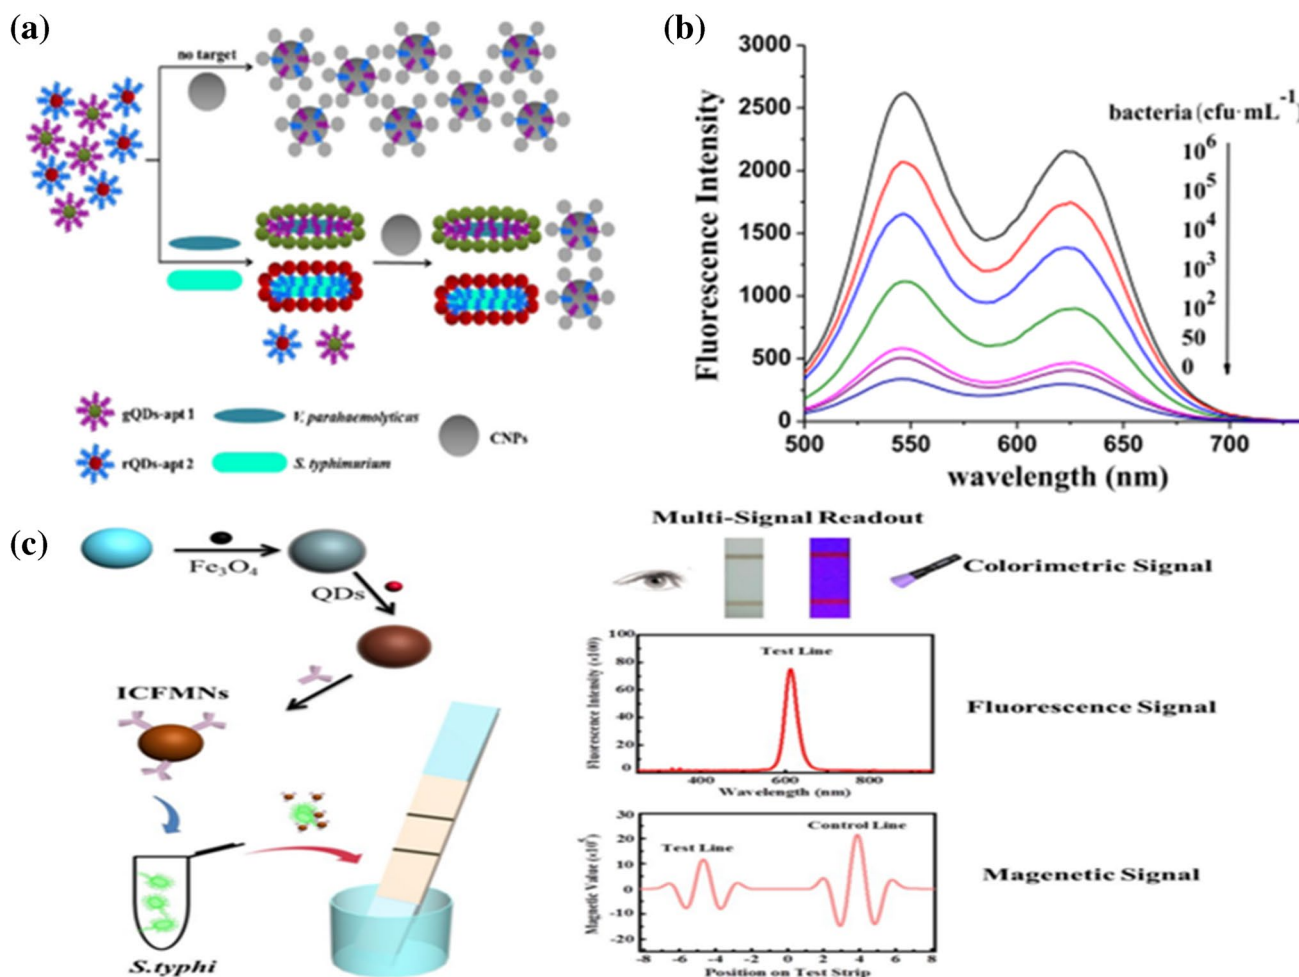 (a)
no target
gQDs-apt 1
V. parahaemolyticus
CNPs
rQDs-apt 2
S. typhimurium
(b)
Fluorescence Intensity
3000
2500
2000
1500
1000
500
0
500
550
600
650
700
wavelength (nm)
bacteria (cfu·mL⁻¹)
10⁶
10⁵
10⁴
10³
10²
50
0
(c)
Fe₃O₄
QDs
ICFMNs
S.typhi
Multi-Signal Readout
Colorimetric Signal
Fluorescence Intensity (×100)
100
80
60
40
20
0
Test Line
400
600
800
Wavelength (nm)
Fluorescence Signal
Magnetic Value (×10⁵)
30
20
10
0
-10
-20
Test Line
Control Line
-8
-6
-4
-2
0
2
4
6
8
Position on Test Strip
Magenetic Signal